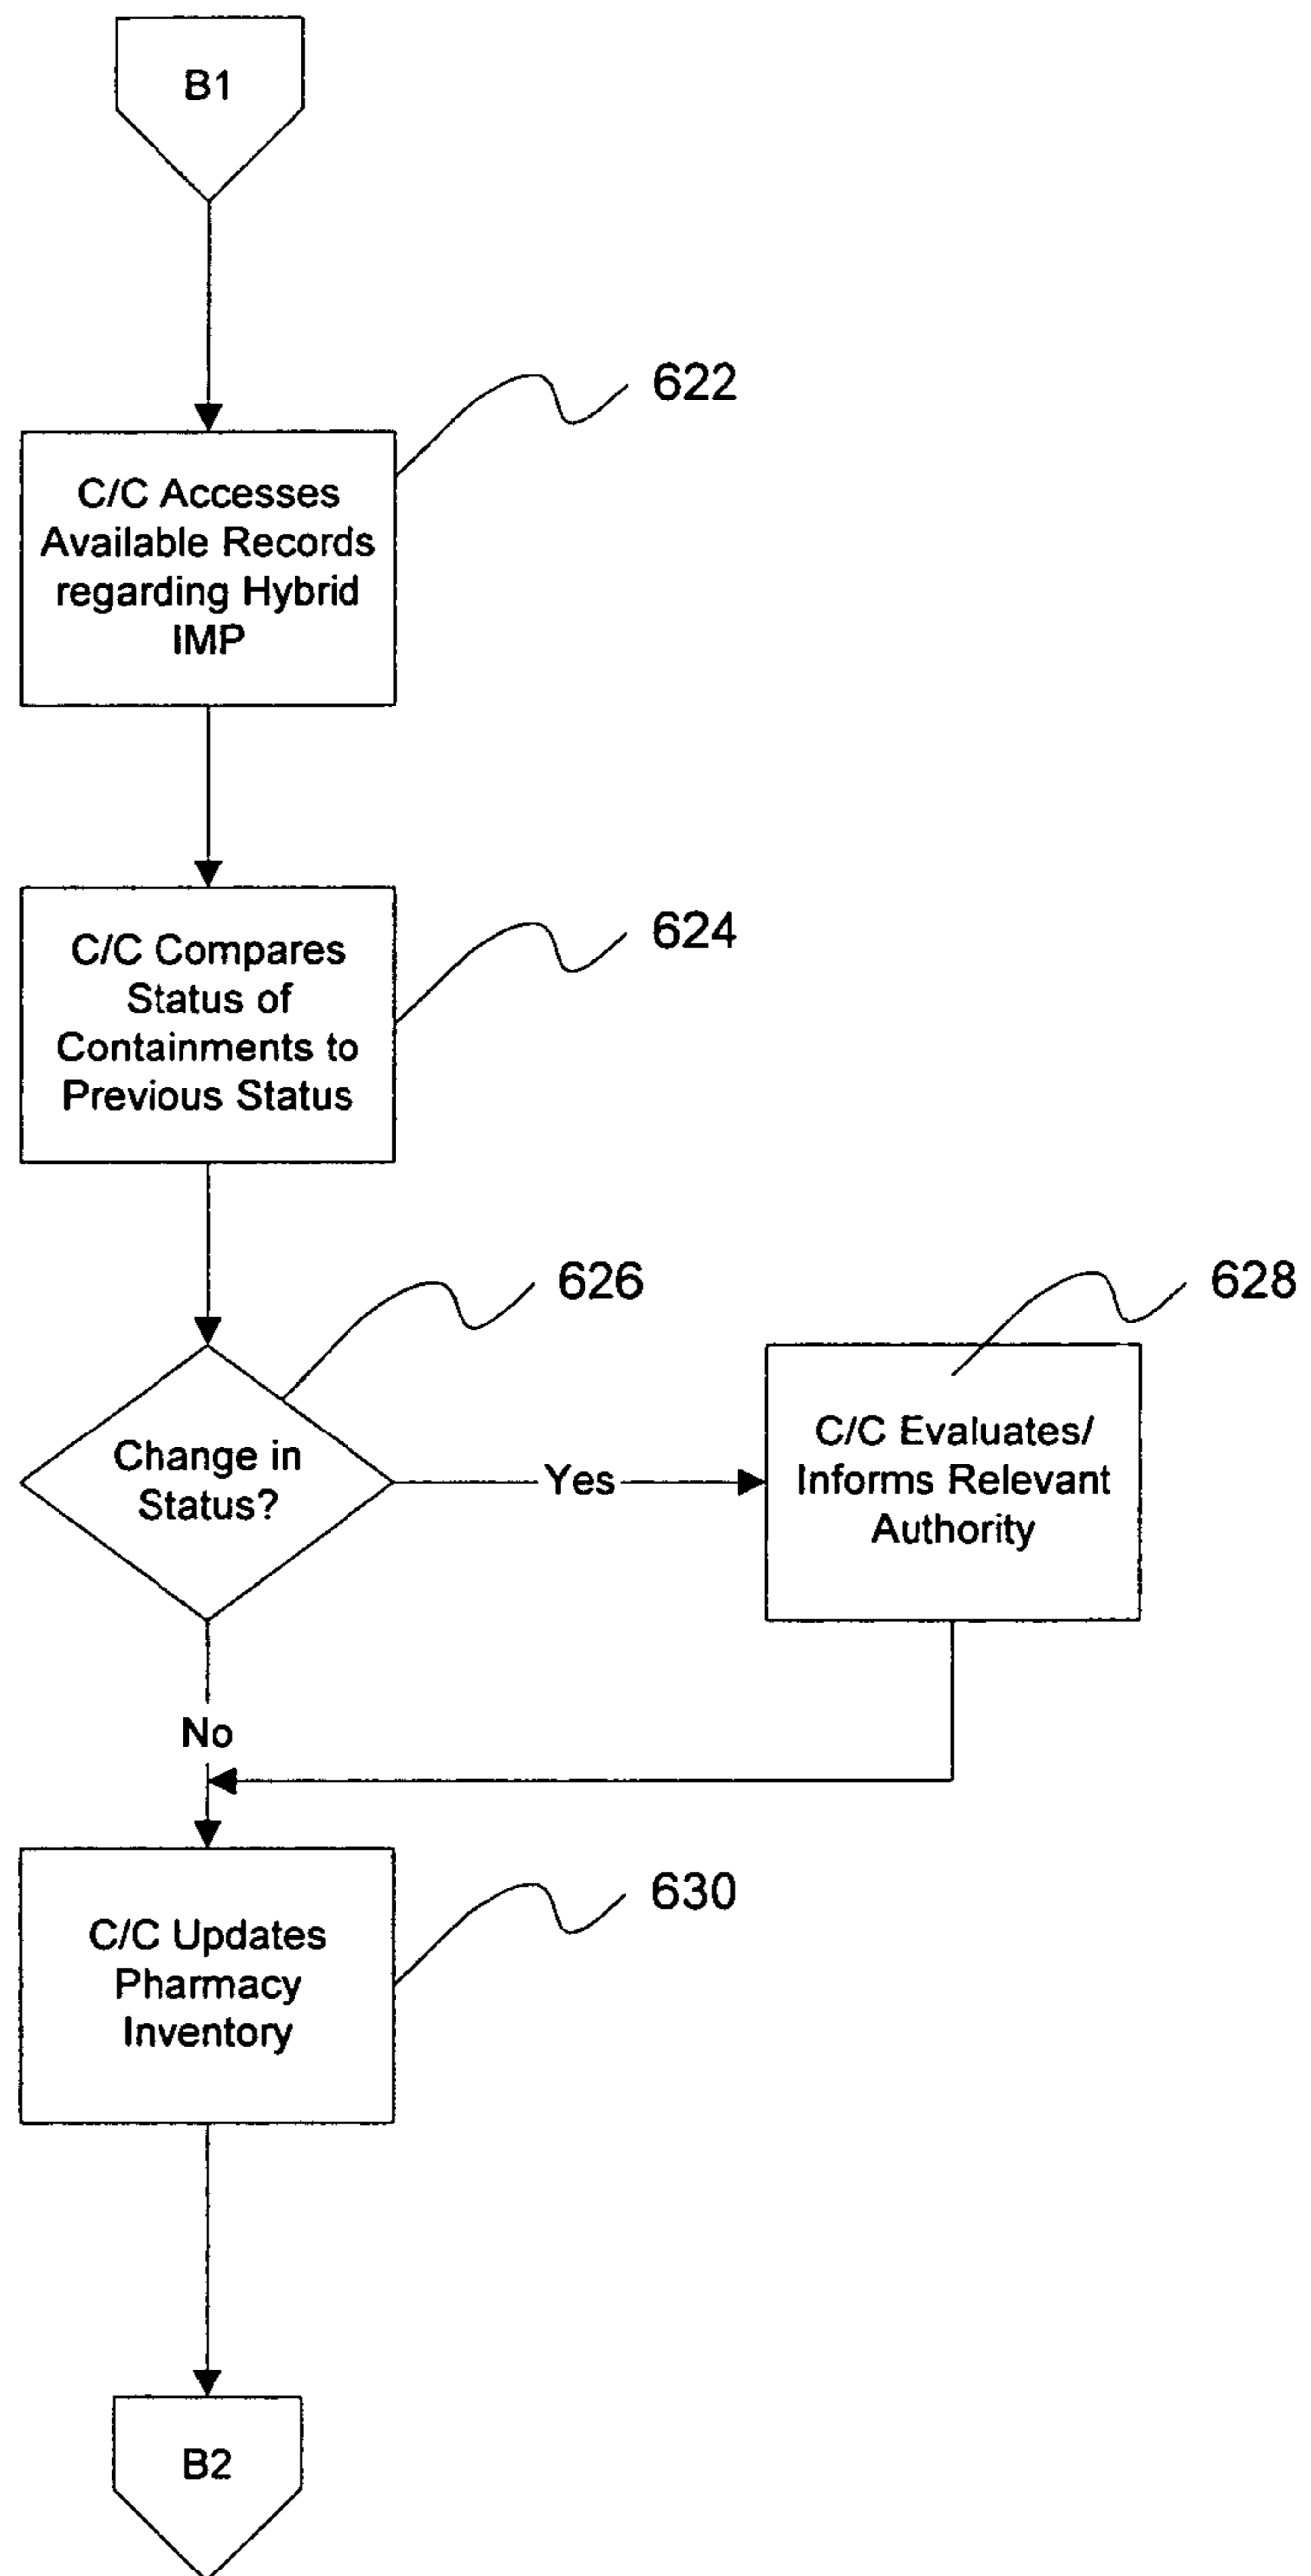 B1
622
C/C Accesses
Available Records
regarding Hybrid
IMP
624
C/C Compares
Status of
Containments to
Previous Status
626
628
Change in
Status?
Yes
C/C Evaluates/
Informs Relevant
Authority
No
630
C/C Updates
Pharmacy
Inventory
B2